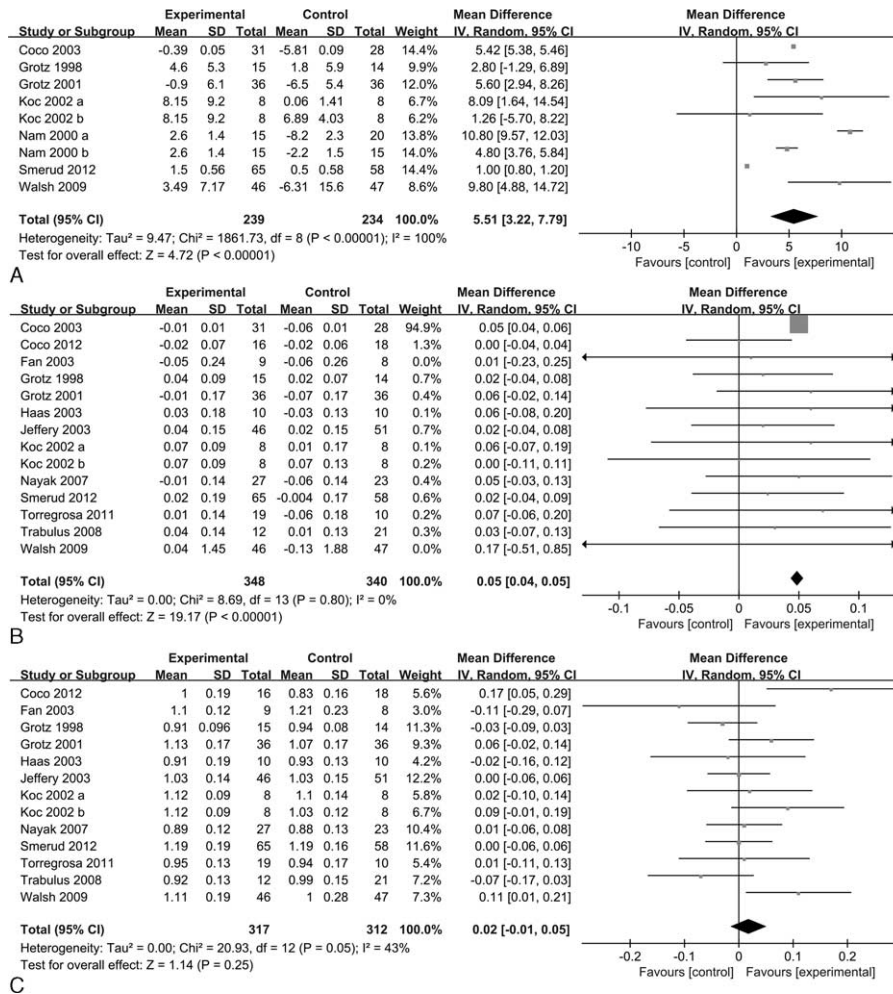 Experimental Control Mean Difference Mean Difference
Study or Subgroup Mean SD Total Mean SD Total Weight IV, Random, 95% CI IV, Random, 95% CI
Coco 2003 -0.39 0.05 31 -5.81 0.09 28 14.4% 5.42 [5.38, 5.46]
Grotz 1998 4.6 5.3 15 1.8 5.9 14 9.9% 2.80 [-1.29, 6.89]
Grotz 2001 -0.9 6.1 36 -6.5 5.4 36 12.0% 5.60 [2.94, 8.26]
Koc 2002 a 8.15 9.2 8 0.06 1.41 8 6.7% 8.09 [1.64, 14.54]
Koc 2002 b 8.15 9.2 8 6.89 4.03 8 6.2% 1.26 [-5.70, 8.22]
Nam 2000 a 2.6 1.4 15 -8.2 2.3 20 13.8% 10.80 [9.57, 12.03]
Nam 2000 b 2.6 1.4 15 -2.2 1.5 15 14.0% 4.80 [3.76, 5.84]
Smerud 2012 1.5 0.56 65 0.5 0.58 58 14.4% 1.00 [0.80, 1.20]
Walsh 2009 3.49 7.17 46 -6.31 15.6 47 8.6% 9.80 [4.88, 14.72]
Total (95% CI) 239 234 100.0% 5.51 [3.22, 7.79]
Heterogeneity: Tau² = 9.47; Chi² = 1861.73, df = 8 (P < 0.00001); I² = 100%
Test for overall effect: Z = 4.72 (P < 0.00001)
-10 -5 0 5 10
Favours [control] Favours [experimental]
A
Experimental Control Mean Difference Mean Difference
Study or Subgroup Mean SD Total Mean SD Total Weight IV, Random, 95% CI IV, Random, 95% CI
Coco 2003 -0.01 0.01 31 -0.06 0.01 28 94.9% 0.05 [0.04, 0.06]
Coco 2012 -0.02 0.07 16 -0.02 0.06 18 1.3% 0.00 [-0.04, 0.04]
Fan 2003 -0.05 0.24 9 -0.06 0.26 8 0.0% 0.01 [-0.23, 0.25]
Grotz 1998 0.04 0.09 15 0.02 0.07 14 0.7% 0.02 [-0.04, 0.08]
Grotz 2001 -0.01 0.17 36 -0.07 0.17 36 0.4% 0.06 [-0.02, 0.14]
Haas 2003 0.03 0.18 10 -0.03 0.13 10 0.1% 0.06 [-0.08, 0.20]
Jeffery 2003 0.04 0.15 46 0.02 0.15 51 0.7% 0.02 [-0.04, 0.08]
Koc 2002 a 0.07 0.09 8 0.01 0.17 8 0.1% 0.06 [-0.07, 0.19]
Koc 2002 b 0.07 0.09 8 0.07 0.13 8 0.2% 0.00 [-0.11, 0.11]
Nayak 2007 -0.01 0.14 27 -0.06 0.14 23 0.4% 0.05 [-0.03, 0.13]
Smerud 2012 0.02 0.19 65 -0.004 0.17 58 0.6% 0.02 [-0.04, 0.09]
Torregrosa 2011 0.01 0.14 19 -0.06 0.18 10 0.2% 0.07 [-0.06, 0.20]
Trabulus 2008 0.04 0.14 12 0.01 0.13 21 0.3% 0.03 [-0.07, 0.13]
Walsh 2009 0.04 1.45 46 -0.13 1.88 47 0.0% 0.17 [-0.51, 0.85]
Total (95% CI) 348 340 100.0% 0.05 [0.04, 0.05]
Heterogeneity: Tau² = 0.00; Chi² = 8.69, df = 13 (P = 0.80); I² = 0%
Test for overall effect: Z = 19.17 (P < 0.00001)
-0.1 -0.05 0 0.05 0.1
Favours [control] Favours [experimental]
B
Experimental Control Mean Difference Mean Difference
Study or Subgroup Mean SD Total Mean SD Total Weight IV, Random, 95% CI IV, Random, 95% CI
Coco 2012 1 0.19 16 0.83 0.16 18 5.6% 0.17 [0.05, 0.29]
Fan 2003 1.1 0.12 9 1.21 0.23 8 3.0% -0.11 [-0.29, 0.07]
Grotz 1998 0.91 0.096 15 0.94 0.08 14 11.3% -0.03 [-0.09, 0.03]
Grotz 2001 1.13 0.17 36 1.07 0.17 36 9.3% 0.06 [-0.02, 0.14]
Haas 2003 0.91 0.19 10 0.93 0.13 10 4.5% -0.02 [-0.16, 0.12]
Jeffery 2003 1.03 0.14 46 1.03 0.15 51 12.2% 0.00 [-0.06, 0.06]
Koc 2002 a 1.12 0.09 8 1.1 0.14 8 5.8% 0.02 [-0.10, 0.14]
Koc 2002 b 1.12 0.09 8 1.03 0.12 8 6.7% 0.09 [-0.01, 0.19]
Nayak 2007 0.89 0.12 27 0.88 0.13 23 10.4% 0.01 [-0.06, 0.08]
Smerud 2012 1.19 0.19 65 1.19 0.16 58 11.6% 0.00 [-0.06, 0.06]
Torregrosa 2011 0.95 0.13 19 0.94 0.17 10 5.4% 0.01 [-0.11, 0.13]
Trabulus 2008 0.92 0.13 12 0.99 0.15 21 7.2% -0.07 [-0.17, 0.03]
Walsh 2009 1.11 0.19 46 1 0.28 47 7.3% 0.11 [0.01, 0.21]
Total (95% CI) 317 312 100.0% 0.02 [-0.01, 0.05]
Heterogeneity: Tau² = 0.00; Chi² = 20.93, df = 12 (P = 0.05); I² = 43%
Test for overall effect: Z = 1.14 (P = 0.25)
-0.2 -0.1 0 0.1 0.2
Favours [control] Favours [experimental]
C